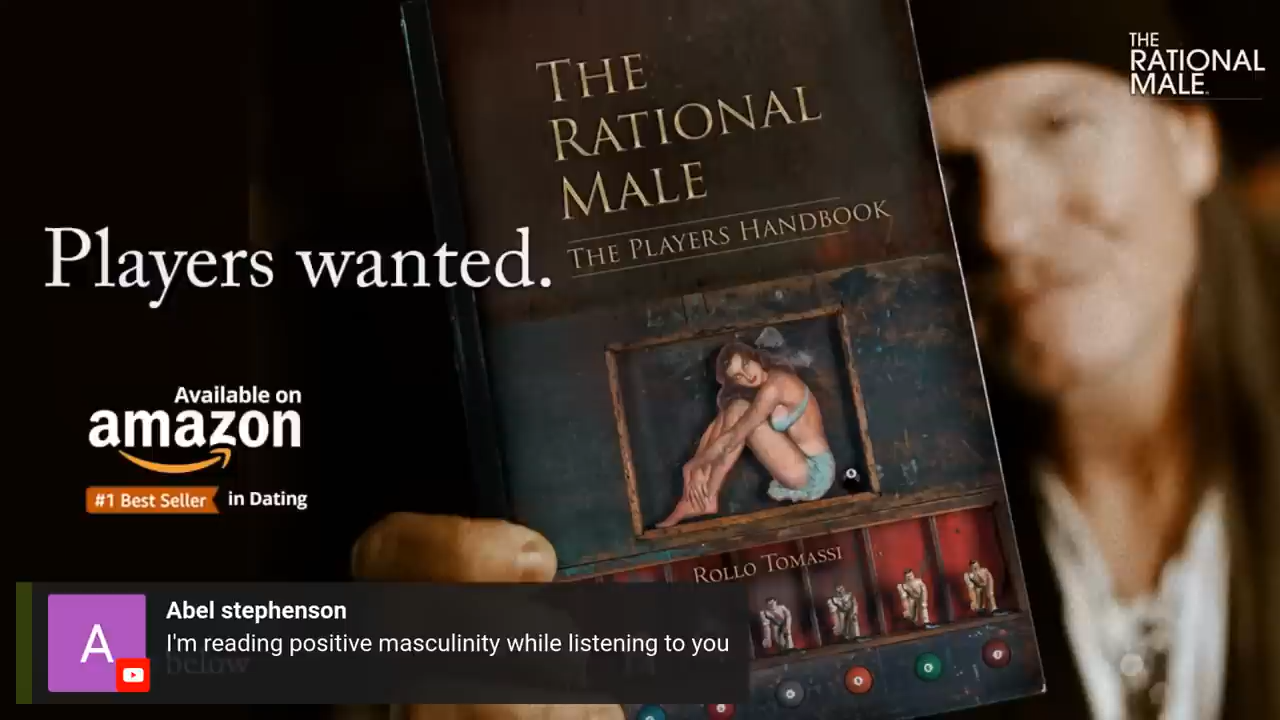 THE
RATIONAL
MALE
THE PLAYERS HANDBOOK
ROLLO TOMASSI
THE
RATIONAL
MALE
Players wanted.
Available on
amazon
#1 Best Seller in Dating
Abel stephenson
I'm reading positive masculinity while listening to you
A
below